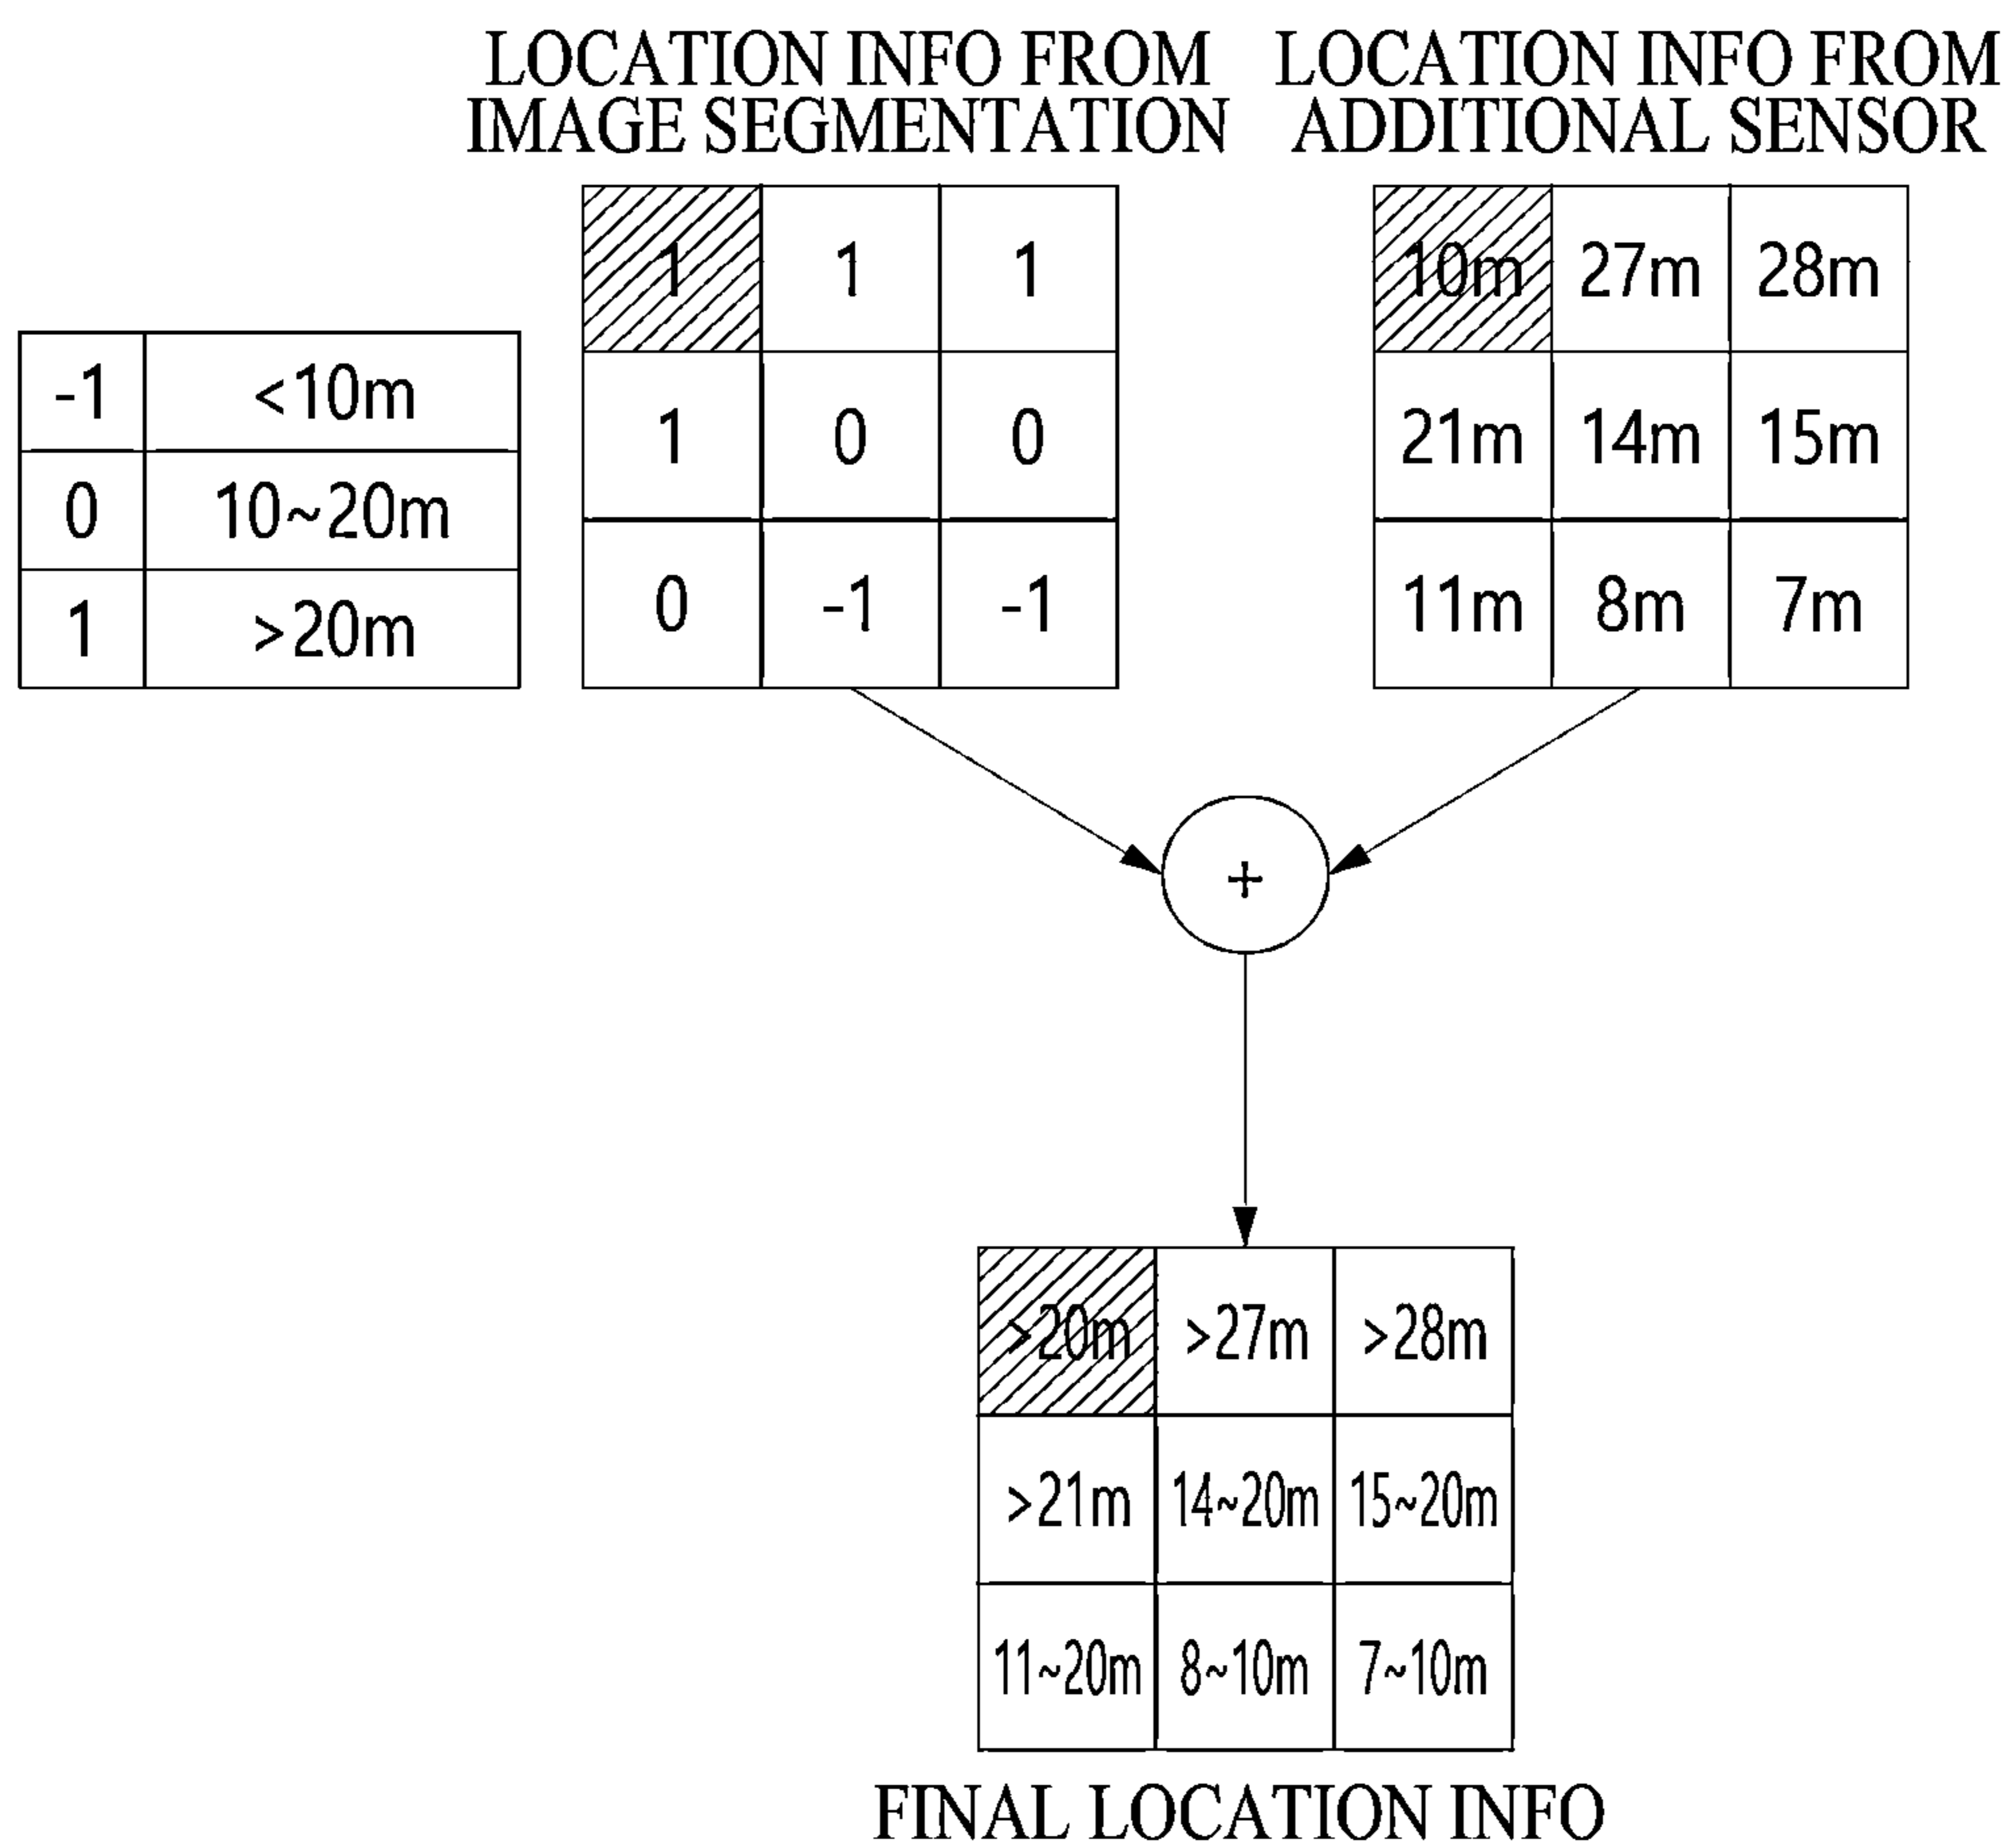 LOCATION INFO FROM
IMAGE SEGMENTATION
LOCATION INFO FROM
ADDITIONAL SENSOR
-1 <10m
0 10~20m
1 >20m
1 1 1
1 0 0
0 -1 -1
10m 27m 28m
21m 14m 15m
11m 8m 7m
+
>20m >27m >28m
>21m 14~20m 15~20m
11~20m 8~10m 7~10m
FINAL LOCATION INFO